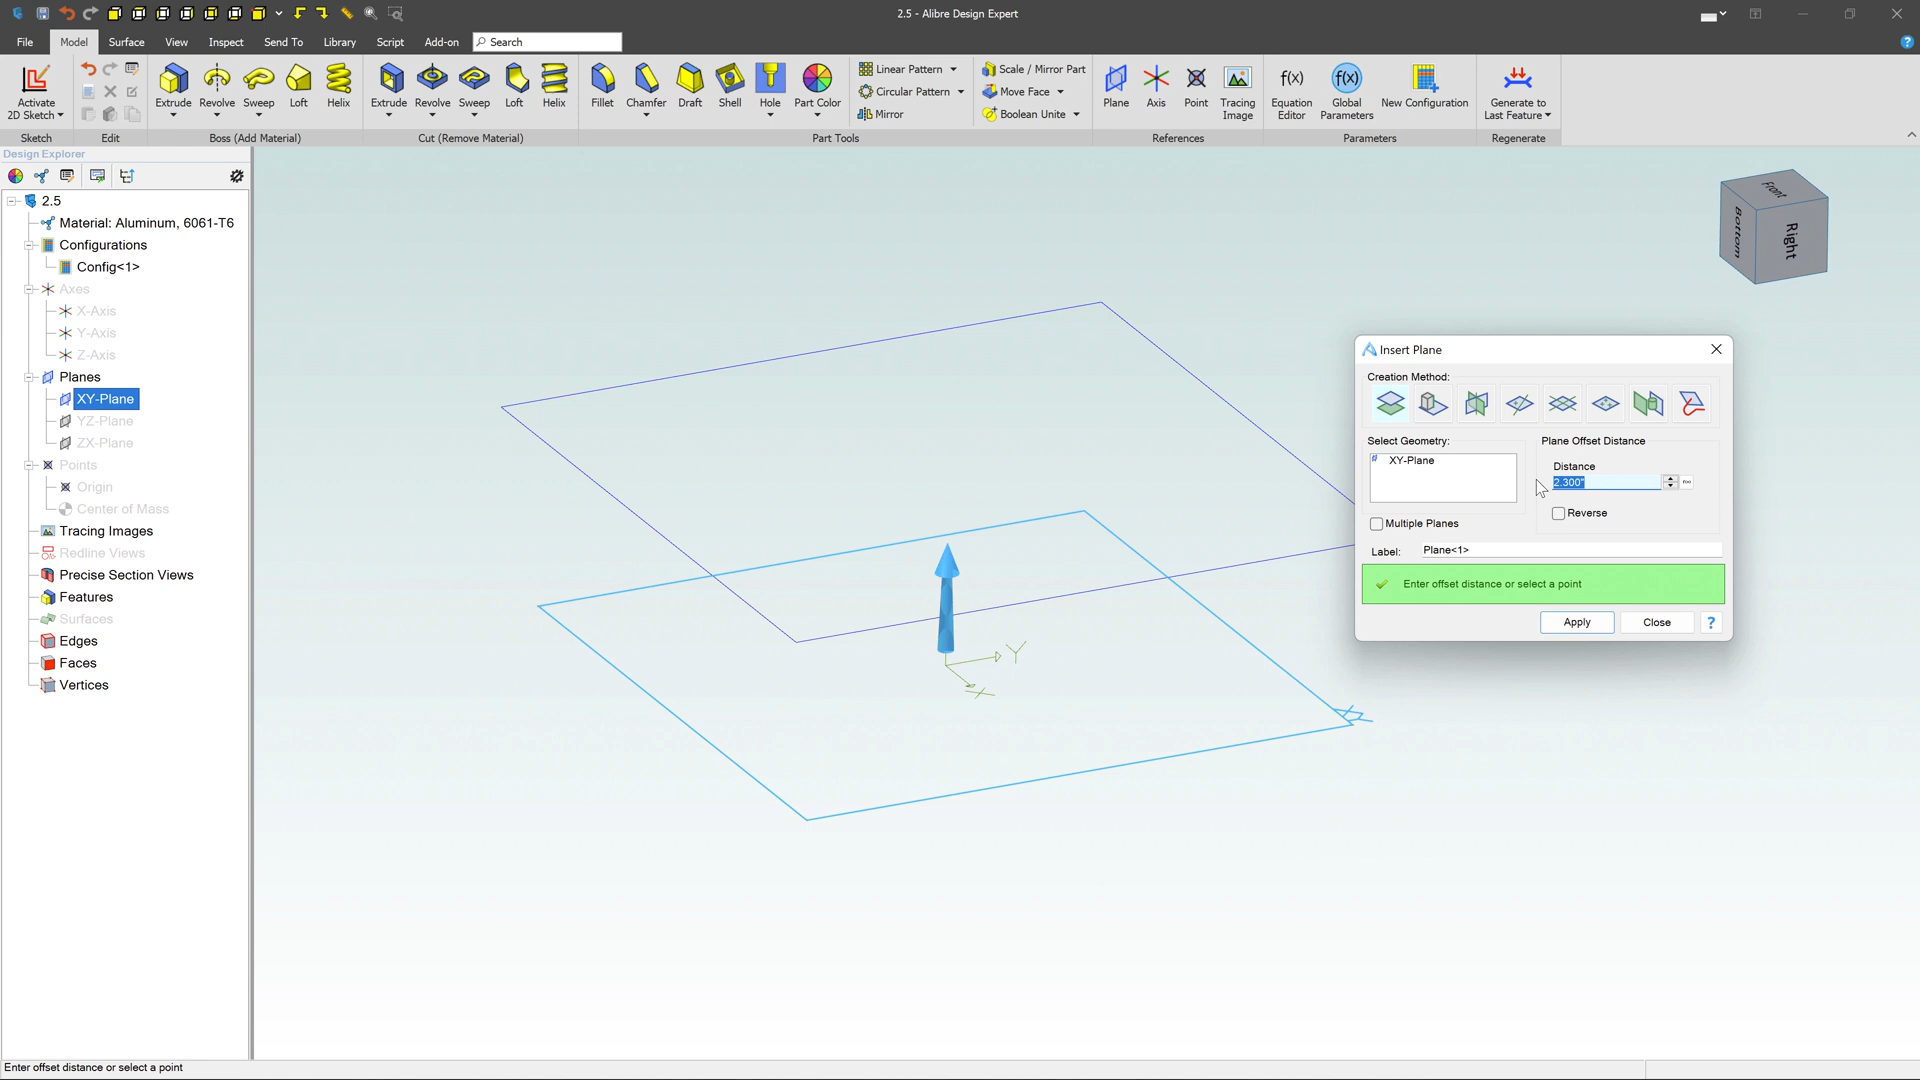 2.5 - Alibre Design Expert
File
Model
Surface
View
Inspect
Send To
Library
Script
Add-on
Search
Activate
2D Sketch
Extrude
Revolve
Sweep
Loft
Helix
Extrude
Revolve
Sweep
Loft
Helix
Fillet
Chamfer
Draft
Shell
Hole
Part Color
Linear Pattern
Circular Pattern
Mirror
Scale / Mirror Part
Move Face
Boolean Unite
Plane
Axis
Point
Tracing
Image
f(x)
Equation
Editor
f(x)
Global
Parameters
New Configuration
Generate to
Last Feature
Sketch
Edit
Boss (Add Material)
Cut (Remove Material)
Part Tools
References
Parameters
Regenerate
Design Explorer
2.5
Material: Aluminum, 6061-T6
Configurations
Config<1>
Axes
X-Axis
Y-Axis
Z-Axis
Planes
XY-Plane
YZ-Plane
ZX-Plane
Points
Origin
Center of Mass
Tracing Images
Redline Views
Precise Section Views
Features
Surfaces
Edges
Faces
Vertices
Y
X
Front
Bottom
Right
Insert Plane
Creation Method:
Select Geometry:
XY-Plane
Plane Offset Distance
Distance
2.300"
Reverse
Multiple Planes
Label:
Plane<1>
Enter offset distance or select a point
Apply
Close
?
Enter offset distance or select a point